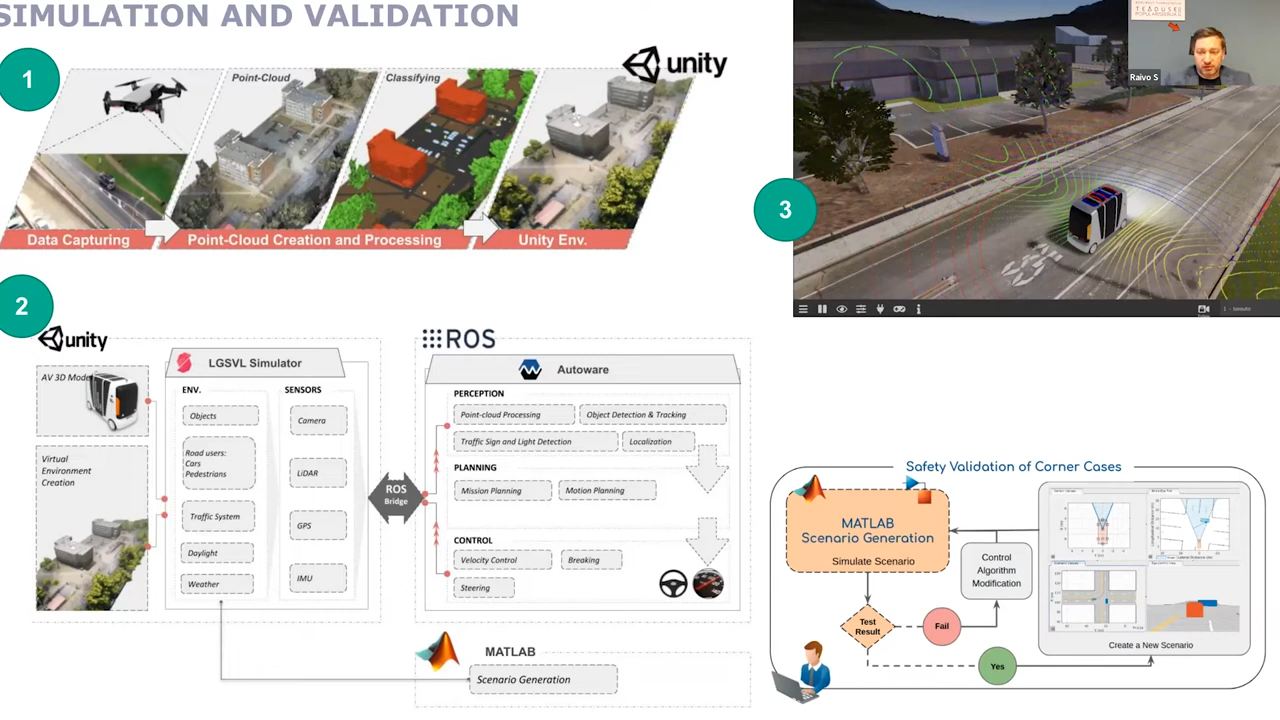 SIMULATION AND VALIDATION
1
Point-Cloud
Classifying
unity
Data Capturing
Point-Cloud Creation and Processing
Unity Env.
Raivo S
3
2
unity
AV 3D Mode
Virtual
Environment
Creation
LGSVL Simulator
ENV.
SENSORS
Objects
Road users:
Cars
Pedestrians
Traffic System
Daylight
Weather
Camera
LiDAR
GPS
IMU
ROS
Bridge
ROS
Autoware
PERCEPTION
Point-cloud Processing
Object Detection & Tracking
Traffic Sign and Light Detection
Localization
PLANNING
Mission Planning
Motion Planning
CONTROL
Velocity Control
Breaking
Steering
MATLAB
Scenario Generation
Safety Validation of Corner Cases
MATLAB
Scenario Generation
Simulate Scenario
Control
Algorithm
Modification
Test
Result
Fail
Yes
Create a New Scenario